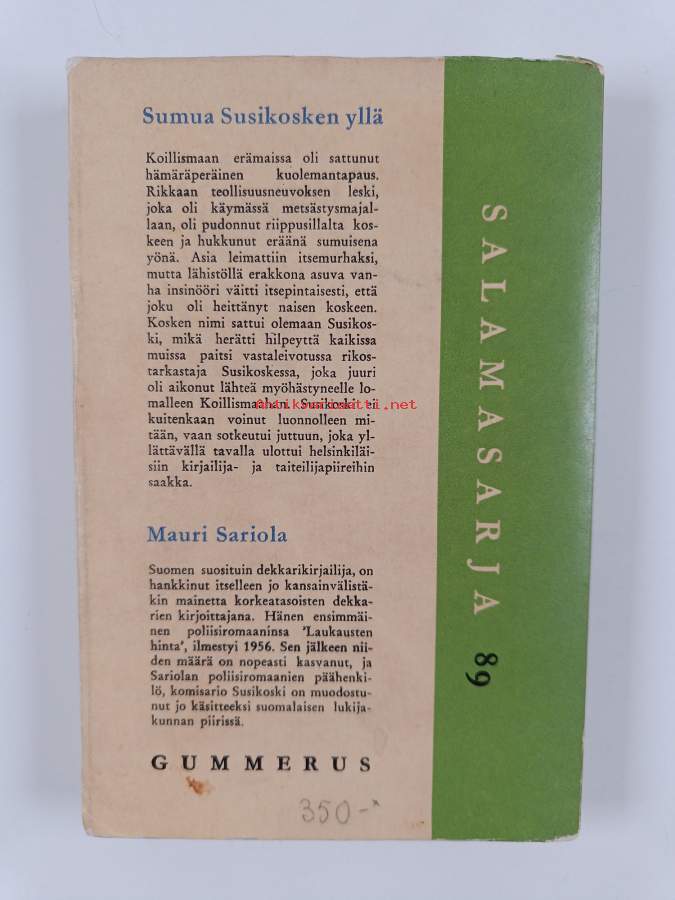 Sumua Susikosken yllä
Koillismaan erämaissa oli sattunut
hämäräperäinen kuolemantapaus.
Rikkaan teollisuusneuvoksen leski,
joka oli käymässä metsästysmajal-
laan, oli pudonnut riippusillalta kos-
keen ja hukkunut eräänä sumuisena
yönä. Asia leimattiin itsemurhaksi,
mutta lähistöllä erakkona asuva van-
ha insinööri väitti itsepintaisesti, että
joku oli heittänyt naisen koskeen.
Kosken nimi sattui olemaan Susikos-
ki, mikä herätti hilpeyttä kaikissa
muissa paitsi vastaleivotussa rikos-
tarkastaja Susikoskessa, joka juuri
oli aikonut lähteä myöhästyneelle lo-
malleen Koillismaahan. Susikoski ei
kuitenkaan voinut luonnolleen mi-
tään, vaan sotkeutui juttuun, joka yl-
lättävällä tavalla ulottui helsinkiläi-
siin kirjailija- ja taiteilijapiireihin
saakka.
Mauri Sariola
Suomen suosituin dekkarikirjailija, on
hankkinut itselleen jo kansainvälistä-
kin mainetta korkeatasoisten dekka-
rien kirjoittajana. Hänen ensimmäi-
nen poliisiromaaninsa 'Laukausten
hinta', ilmestyi 1956. Sen jälkeen nii-
den määrä on nopeasti kasvanut, ja
Sariolan poliisiromaanien päähenki-
lö, komisario Susikoski on muodostu-
nut jo käsitteeksi suomalaisen lukija-
kunnan piirissä.
GUMMERUS
350-
SALAMASARJA 89
Antikvariaatti.net